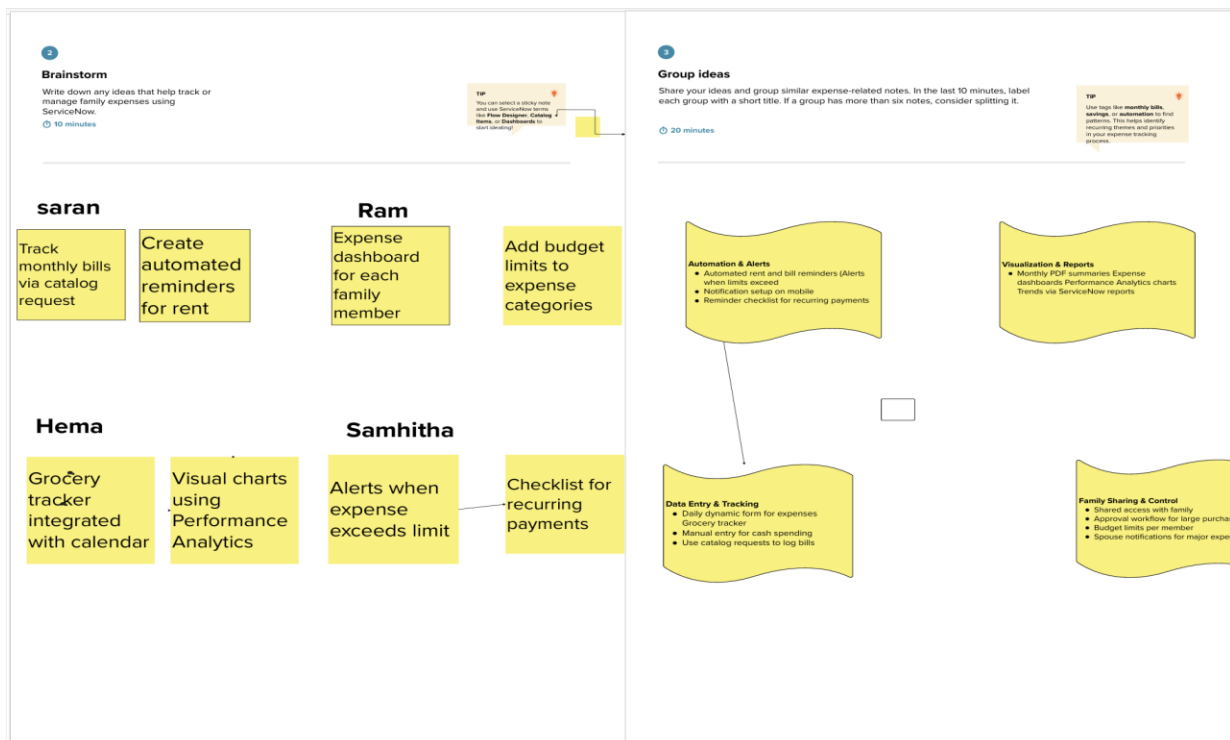 2
Brainstorm
Write down any ideas that help track or
manage family expenses using
ServiceNow.
10 minutes
TIP
You can select a sticky note
and use ServiceNow terms
like Flow Designer, Catalog
Items, or Dashboards to
start ideating!
saran
Track
monthly bills
via catalog
request
Create
automated
reminders
for rent
Ram
Expense
dashboard
for each
family
member
Add budget
limits to
expense
categories
Hema
Grocery
tracker
integrated
with calendar
Visual charts
using
Performance
Analytics
Samhitha
Alerts when
expense
exceeds limit
Checklist for
recurring
payments
3
Group ideas
Share your ideas and group similar expense-related notes. In the last 10 minutes, label
each group with a short title. If a group has more than six notes, consider splitting it.
20 minutes
TIP
Use tags like monthly bills,
savings, or automation to find
patterns. This helps identify
recurring themes and priorities
in your expense tracking
process.
Automation & Alerts
● Automated rent and bill reminders (Alerts
when limits exceed
● Notification setup on mobile
● Reminder checklist for recurring payments
Visualization & Reports
● Monthly PDF summaries Expense
dashboards Performance Analytics charts
Trends via ServiceNow reports
Data Entry & Tracking
● Daily dynamic form for expenses
Grocery tracker
● Manual entry for cash spending
● Use catalog requests to log bills
Family Sharing & Control
● Shared access with family
● Approval workflow for large purcha
● Budget limits per member
● Spouse notifications for major expe